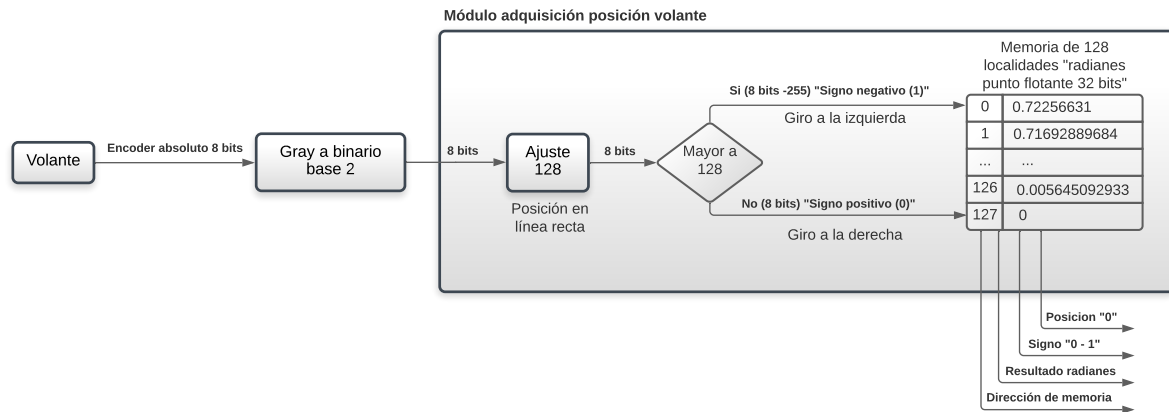 Módulo adquisición posición volante
Memoria de 128
localidades "radianes
punto flotante 32 bits"
Si (8 bits -255) "Signo negativo (1)"
Giro a la izquierda
0 0.72256631
1 0.71692889684
... ...
126 0.005645092933
127 0
Volante
Encoder absoluto 8 bits
Gray a binario
base 2
8 bits
Ajuste
128
8 bits
Mayor a
128
Posición en
línea recta
No (8 bits) "Signo positivo (0)"
Giro a la derecha
Posicion "0"
Signo "0 - 1"
Resultado radianes
Dirección de memoria